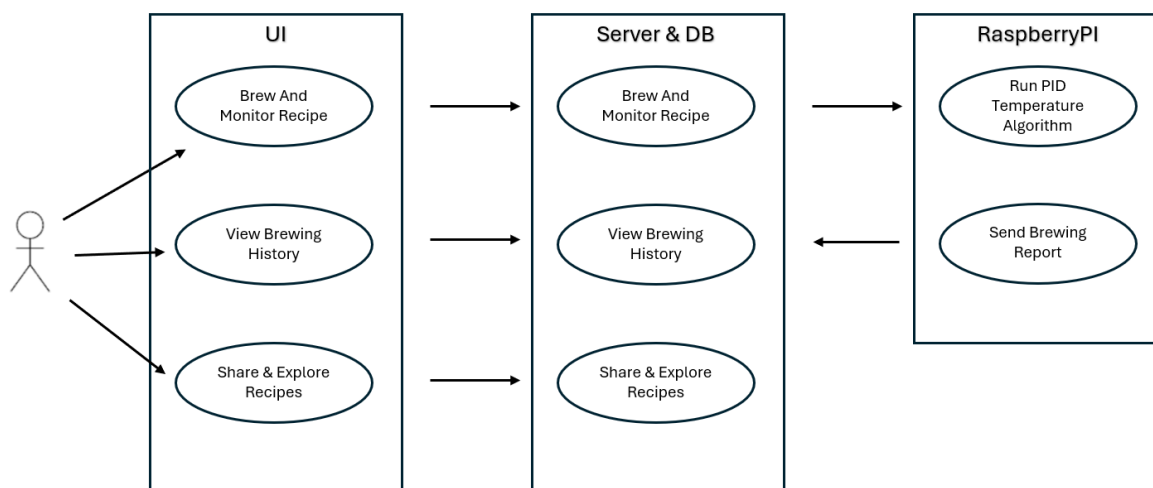 UI
Brew And
Monitor Recipe
View Brewing
History
Share & Explore
Recipes
Server & DB
Brew And
Monitor Recipe
View Brewing
History
Share & Explore
Recipes
RaspberryPI
Run PID
Temperature
Algorithm
Send Brewing
Report